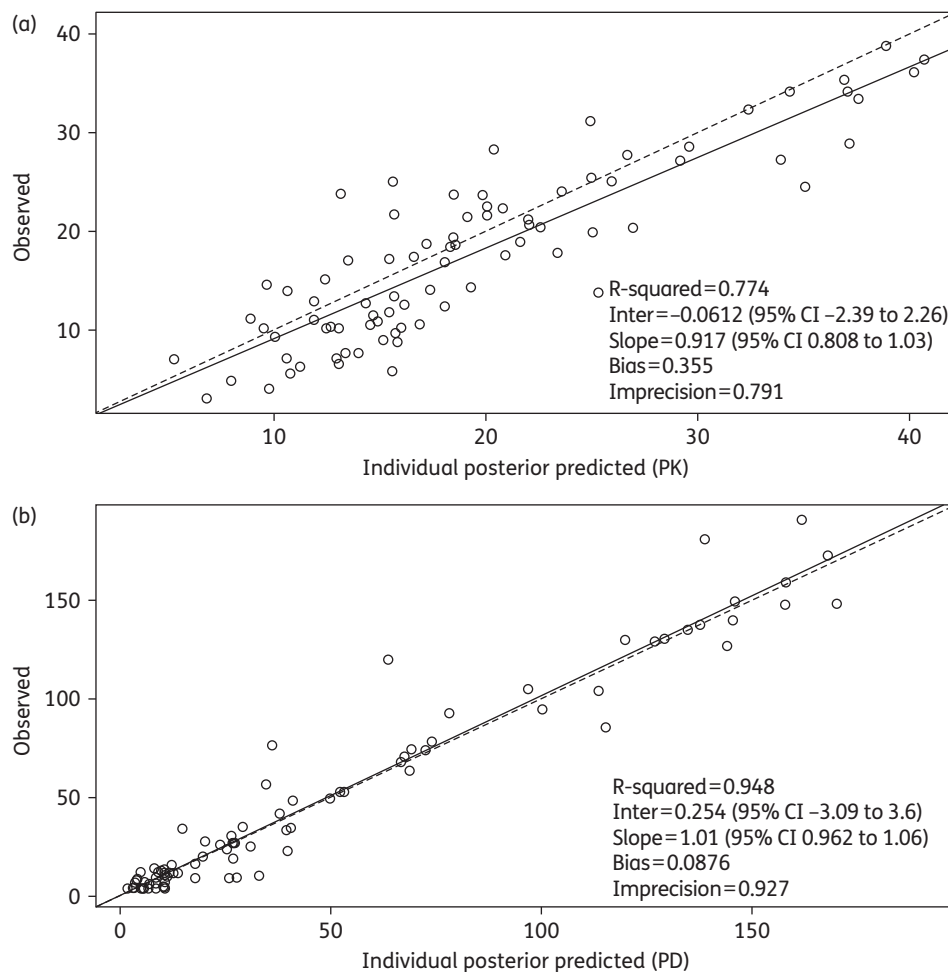 (a)
40
30
20
10
Observed
R-squared=0.774
Inter=–0.0612 (95% CI –2.39 to 2.26)
Slope=0.917 (95% CI 0.808 to 1.03)
Bias=0.355
Imprecision=0.791
10 20 30 40
Individual posterior predicted (PK)
(b)
150
100
50
0
Observed
R-squared=0.948
Inter=0.254 (95% CI –3.09 to 3.6)
Slope=1.01 (95% CI 0.962 to 1.06)
Bias=0.0876
Imprecision=0.927
0 50 100 150
Individual posterior predicted (PD)